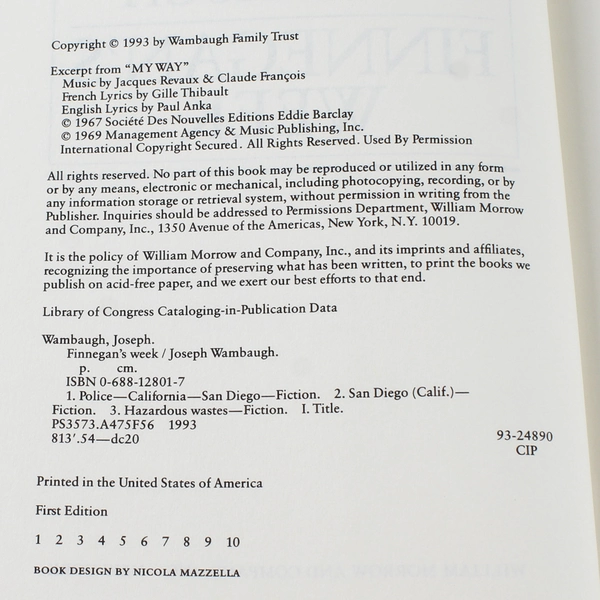 Copyright © 1993 by Wambaugh Family Trust
Excerpt from “MY WAY”
Music by Jacques Revaux & Claude François
French Lyrics by Gille Thibault
English Lyrics by Paul Anka
© 1967 Société Des Nouvelles Editions Eddie Barclay
© 1969 Management Agency & Music Publishing, Inc.
International Copyright Secured. All Rights Reserved. Used By Permission
All rights reserved. No part of this book may be reproduced or utilized in any form
or by any means, electronic or mechanical, including photocopying, recording, or by
any information storage or retrieval system, without permission in writing from the
Publisher. Inquiries should be addressed to Permissions Department, William Morrow
and Company, Inc., 1350 Avenue of the Americas, New York, N.Y. 10019.
It is the policy of William Morrow and Company, Inc., and its imprints and affiliates,
recognizing the importance of preserving what has been written, to print the books we
publish on acid-free paper, and we exert our best efforts to that end.
Library of Congress Cataloging-in-Publication Data
Wambaugh, Joseph.
Finnegan's week / Joseph Wambaugh.
p. cm.
ISBN 0-688-12801-7
1. Police—California—San Diego—Fiction. 2. San Diego (Calif.)—
Fiction. 3. Hazardous wastes—Fiction. I. Title.
PS3573.A475F56 1993
813'.54—dc20 93-24890
CIP
Printed in the United States of America
First Edition
1 2 3 4 5 6 7 8 9 10
BOOK DESIGN BY NICOLA MAZZELLA